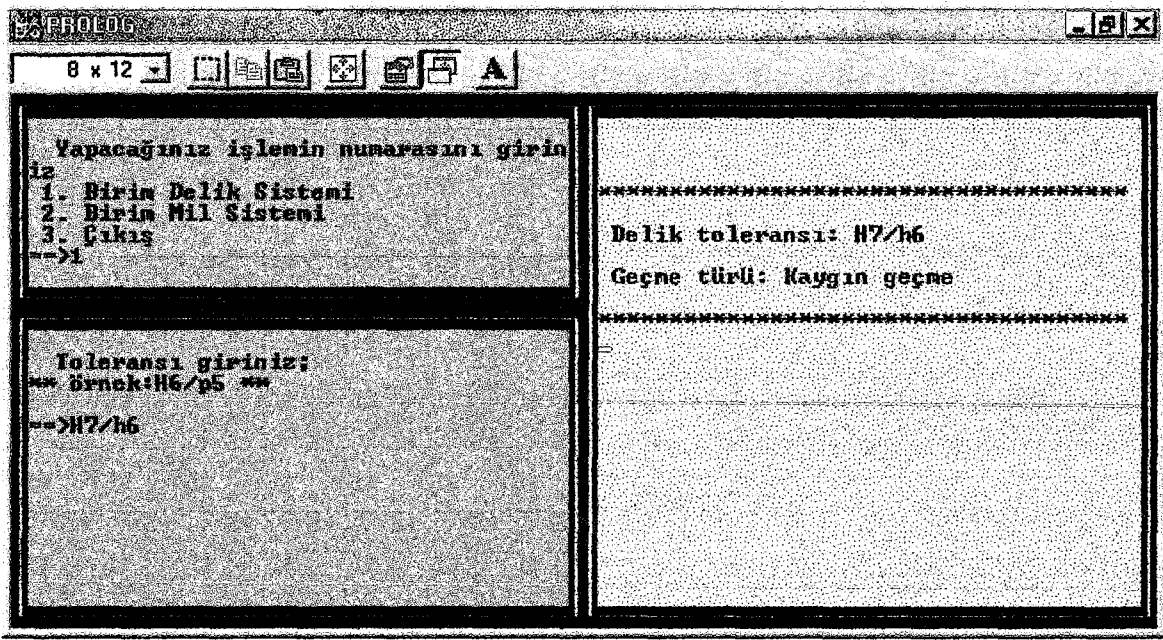 PROLOG
8 x 12
A
Yapacağınız işlemin numarasını girin
iz
1. Birim Delik Sistemi
2. Birim Mil Sistemi
3. Çıkış
==>1
Toleransı giriniz;
** örnek:H6/p5 **
==>H7/h6
*************************************
Delik toleransı: H7/h6
Geçme türü: Kaygın geçme
*************************************